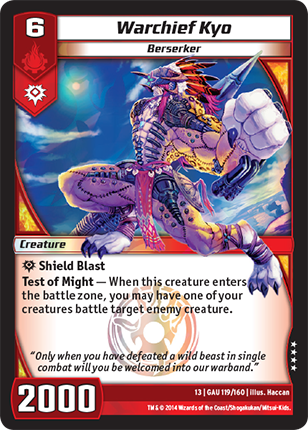 6
Warchief Kyo
Berserker
Creature
Shield Blast
Test of Might — When this creature enters
the battle zone, you may have one of your
creatures battle target enemy creature.
“Only when you have defeated a wild beast in single
combat will you be welcomed into our warband.”
2000
13 | GAU 119/160 | Illus. Haccan
TM & © 2014 Wizards of the Coast/Shogakukan/Mitsui-Kids.